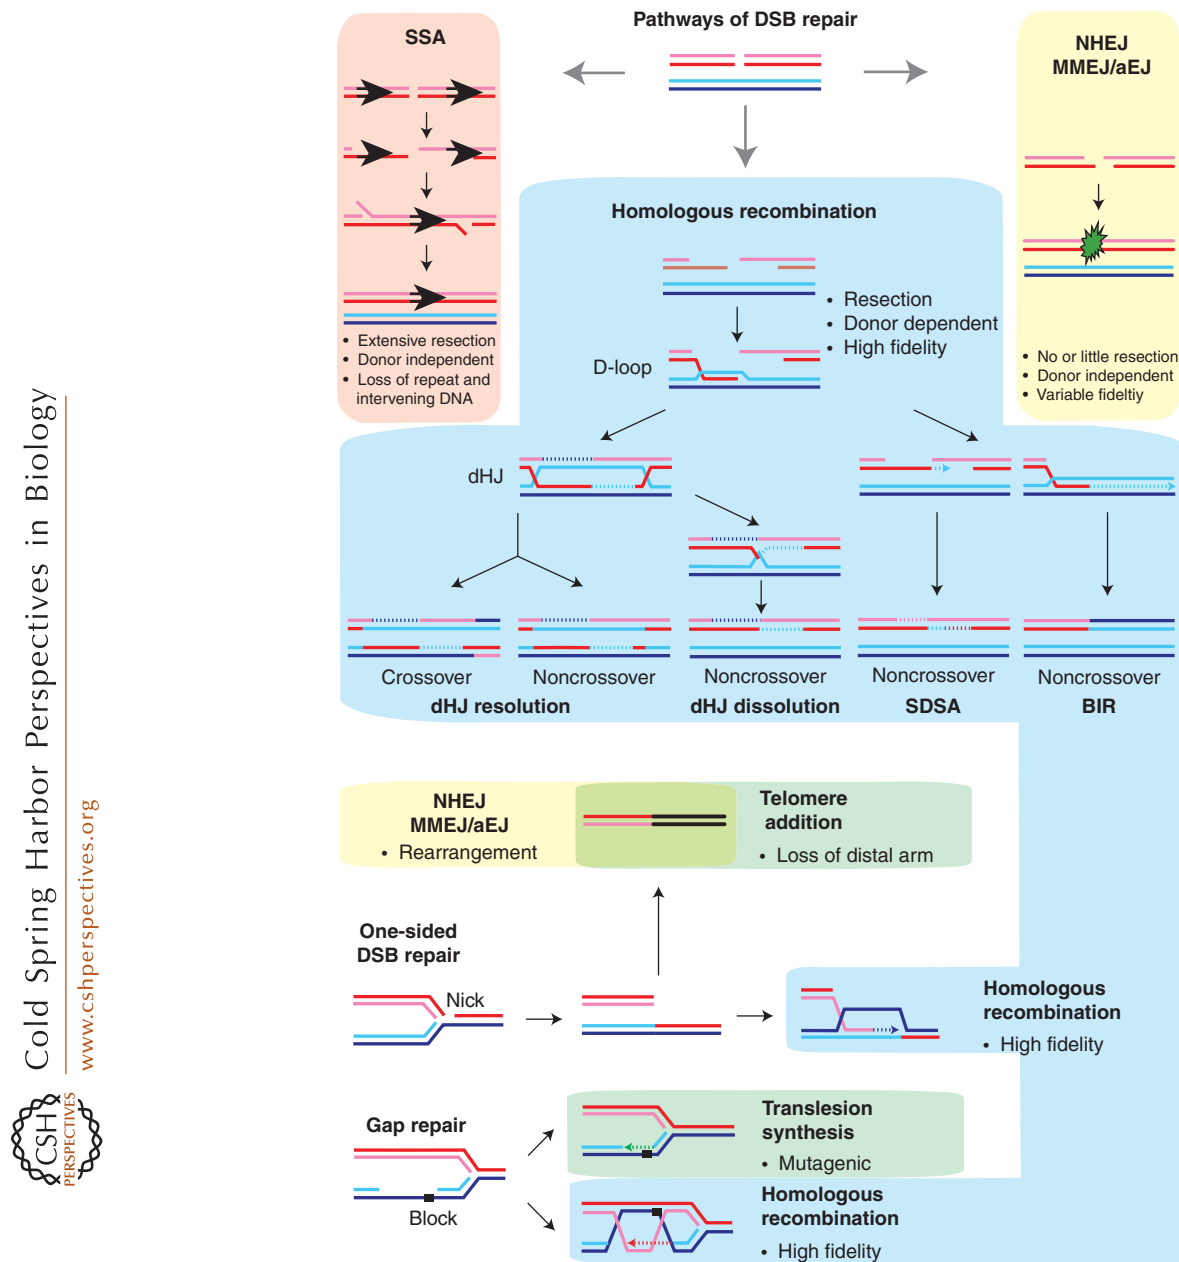 Pathways of DSB repair
SSA
NHEJ
MMEJ/aEJ
• Extensive resection
• Donor independent
• Loss of repeat and
intervening DNA
Homologous recombination
• Resection
• Donor dependent
• High fidelity
D-loop
• No or little resection
• Donor independent
• Variable fideltiy
dHJ
Crossover
Noncrossover
Noncrossover
Noncrossover
Noncrossover
dHJ resolution
dHJ dissolution
SDSA
BIR
NHEJ
MMEJ/aEJ
• Rearrangement
Telomere
addition
• Loss of distal arm
One-sided
DSB repair
Nick
Homologous
recombination
• High fidelity
Gap repair
Block
Translesion
synthesis
• Mutagenic
Homologous
recombination
• High fidelity
Cold Spring Harbor Perspectives in Biology
www.cshperspectives.org
CSH
PERSPECTIVES